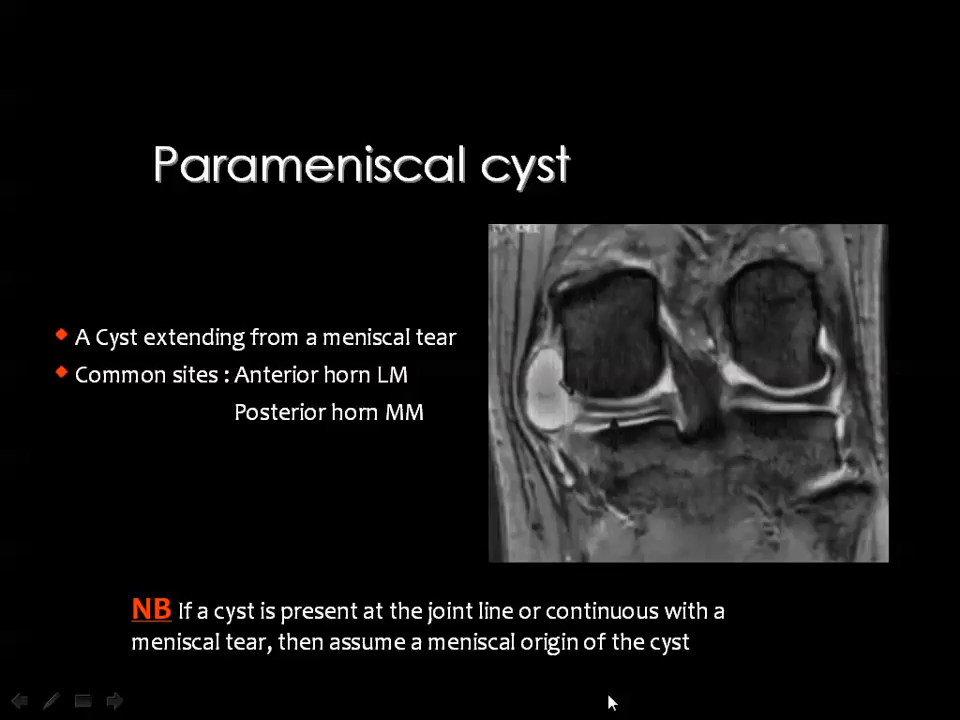 Parameniscal cyst
A Cyst extending from a meniscal tear
Common sites : Anterior horn LM
Posterior horn MM
NB If a cyst is present at the joint line or continuous with a
meniscal tear, then assume a meniscal origin of the cyst